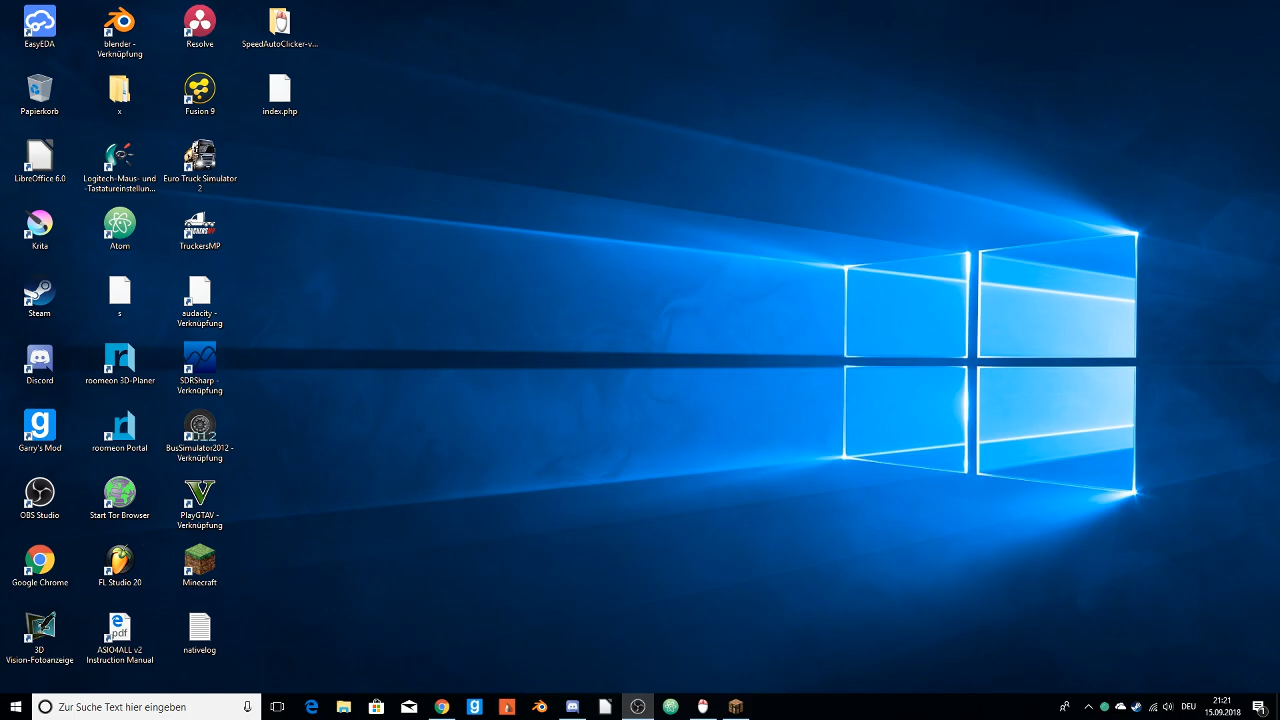 EasyEDA
blender -
Verknüpfung
Resolve
SpeedAutoClicker-v...
Papierkorb
x
Fusion 9
index.php
LibreOffice 6.0
Logitech-Maus- und
-Tastatureinstellun...
Euro Truck Simulator
2
Krita
Atom
TruckersMP
Steam
s
audacity -
Verknüpfung
Discord
roomeon 3D-Planer
SDRSharp -
Verknüpfung
Garry's Mod
roomeon Portal
BusSimulator2012 -
Verknüpfung
OBS Studio
Start Tor Browser
PlayGTAV -
Verknüpfung
Google Chrome
FL Studio 20
Minecraft
3D
Vision-Fotoanzeige
pdf
ASIO4ALL v2
Instruction Manual
nativelog
Zur Suche Text hier eingeben
DEU
21:21
15.09.2018